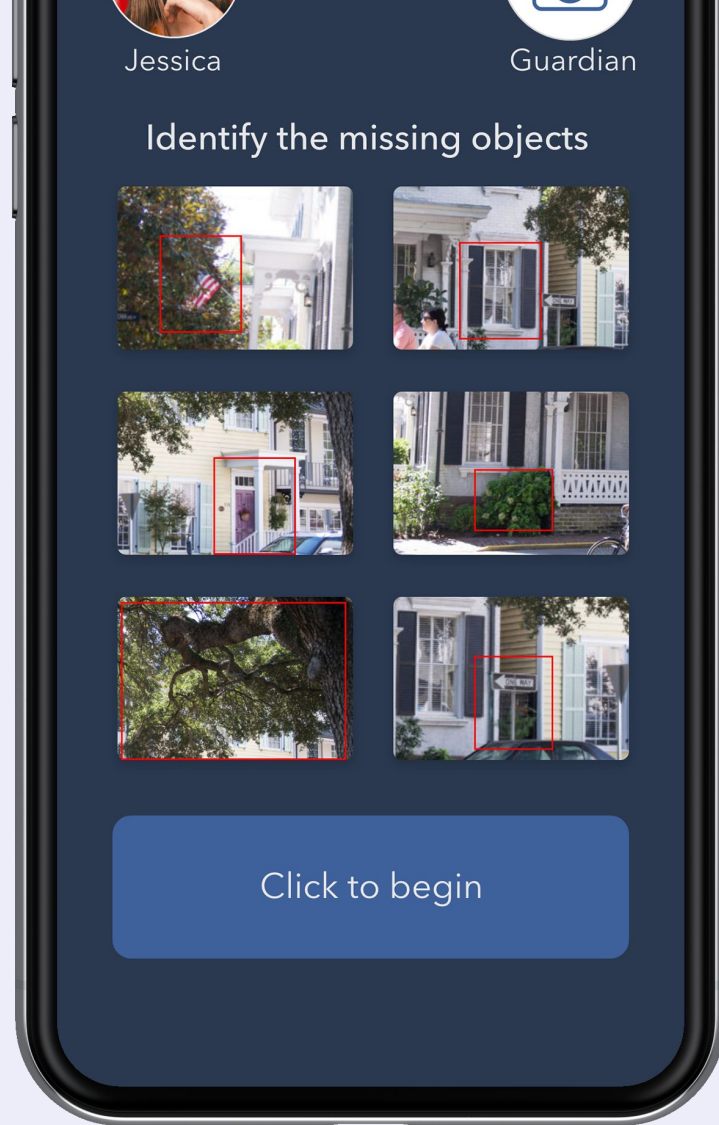 Jessica
Guardian
Identify the missing objects
ONE WAY
ONE WAY
Click to begin